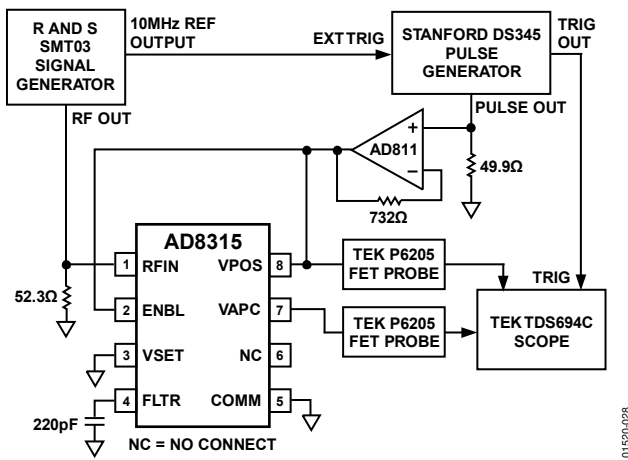 R AND S
SMT03
SIGNAL
GENERATOR
10MHz REF
OUTPUT
EXT TRIG
STANFORD DS345
PULSE
GENERATOR
TRIG
OUT
RF OUT
PULSE OUT
+
AD811
–
49.9Ω
732Ω
AD8315
1 RFIN VPOS 8
52.3Ω
2 ENBL VAPC 7
3 VSET NC 6
4 FLTR COMM 5
220pF
NC = NO CONNECT
TEK P6205
FET PROBE
TRIG
TEK P6205
FET PROBE
TEK TDS694C
SCOPE
01520-028